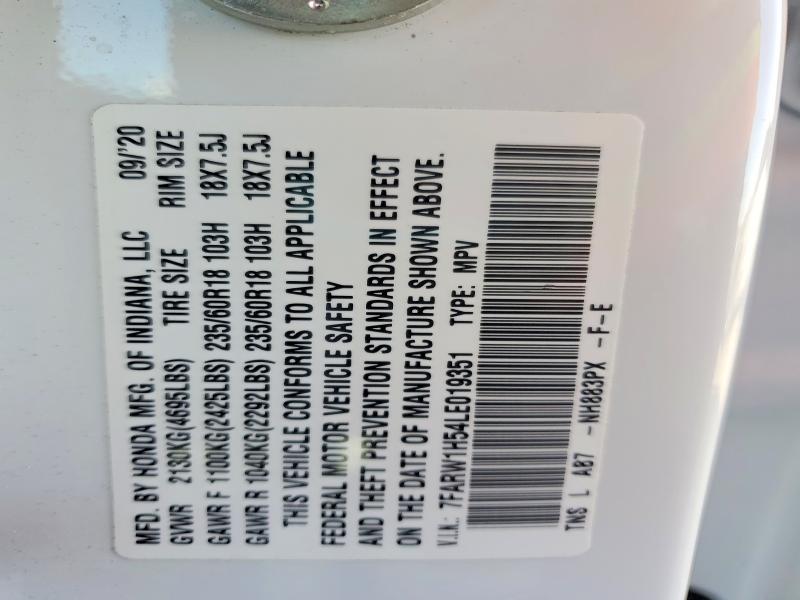 MFD. BY HONDA MFG. OF INDIANA, LLC 09/'20
GVWR 2130KG(4695LBS) TIRE SIZE RIM SIZE
GAWR F 1100KG(2425LBS) 235/60R18 103H 18X7.5J
GAWR R 1040KG(2292LBS) 235/60R18 103H 18X7.5J
THIS VEHICLE CONFORMS TO ALL APPLICABLE
FEDERAL MOTOR VEHICLE SAFETY
AND THEFT PREVENTION STANDARDS IN EFFECT
ON THE DATE OF MANUFACTURE SHOWN ABOVE.
V.I.N.: 7FARW1H54LE019351 TYPE: MPV
TNS L A07 -NH883PX -F-E